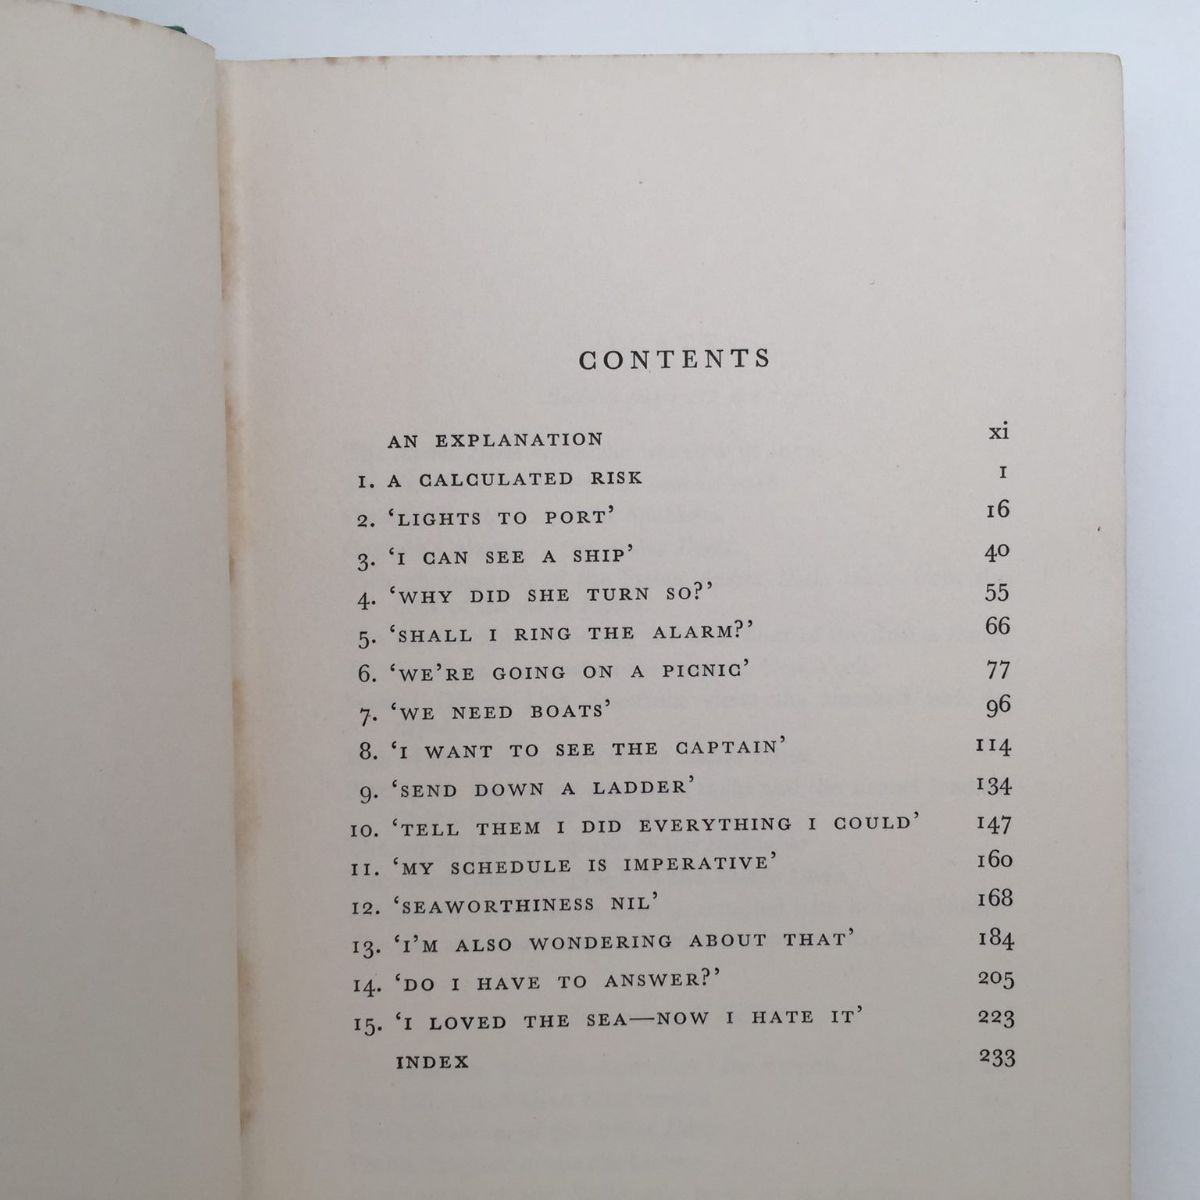 CONTENTS
AN EXPLANATION xi
1. A CALCULATED RISK 1
2. ‘LIGHTS TO PORT’ 16
3. ‘I CAN SEE A SHIP’ 40
4. ‘WHY DID SHE TURN SO?’ 55
5. ‘SHALL I RING THE ALARM?’ 66
6. ‘WE’RE GOING ON A PICNIC’ 77
7. ‘WE NEED BOATS’ 96
8. ‘I WANT TO SEE THE CAPTAIN’ 114
9. ‘SEND DOWN A LADDER’ 134
10. ‘TELL THEM I DID EVERYTHING I COULD’ 147
11. ‘MY SCHEDULE IS IMPERATIVE’ 160
12. ‘SEAWORTHINESS NIL’ 168
13. ‘I’M ALSO WONDERING ABOUT THAT’ 184
14. ‘DO I HAVE TO ANSWER?’ 205
15. ‘I LOVED THE SEA—NOW I HATE IT’ 223
INDEX 233